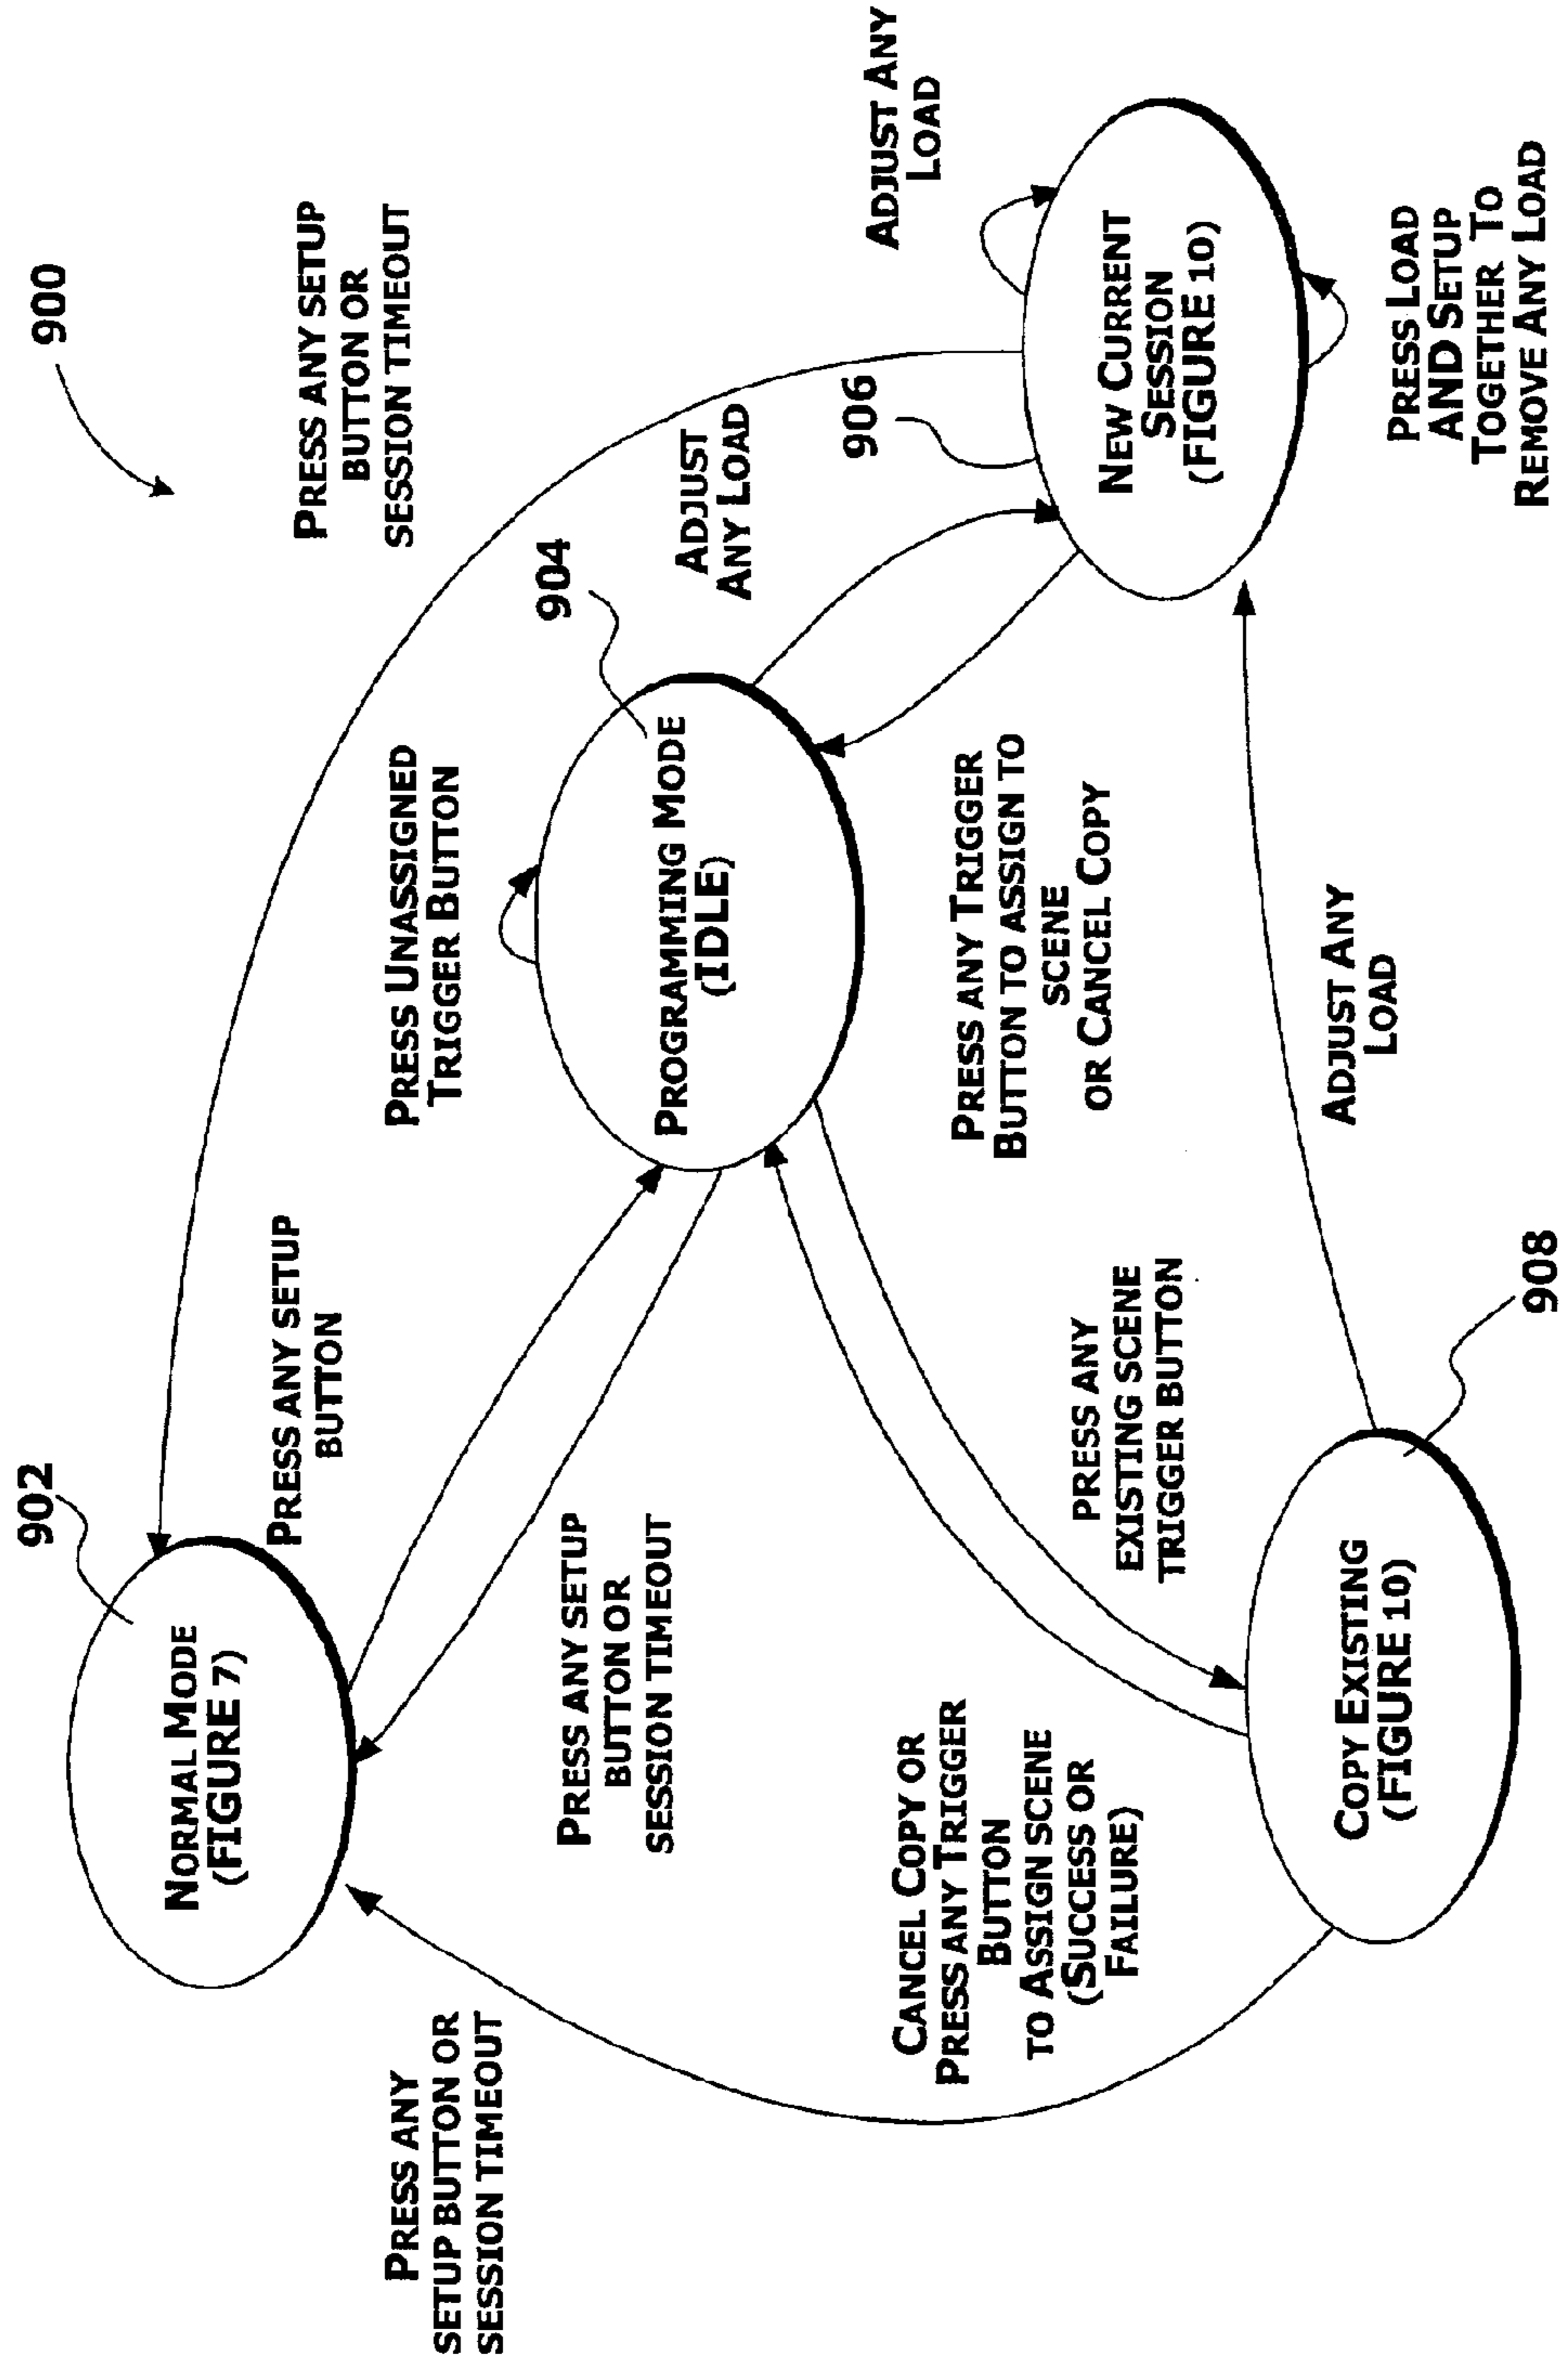 900
902
NORMAL MODE
(FIGURE 7)
PRESS ANY SETUP
BUTTON OR
SESSION TIMEOUT
PRESS ANY SETUP
BUTTON
PRESS ANY
SETUP BUTTON OR
SESSION TIMEOUT
PRESS UNASSIGNED
TRIGGER BUTTON
904
PROGRAMMING MODE
(IDLE)
PRESS ANY SETUP
BUTTON OR
SESSION TIMEOUT
ADJUST
ANY LOAD
906
ADJUST ANY
LOAD
NEW CURRENT
SESSION
(FIGURE 10)
CANCEL COPY OR
PRESS ANY TRIGGER
BUTTON
TO ASSIGN SCENE
(SUCCESS OR
FAILURE)
PRESS ANY
EXISTING SCENE
TRIGGER BUTTON
PRESS ANY TRIGGER
BUTTON TO ASSIGN TO
SCENE
OR CANCEL COPY
COPY EXISTING
(FIGURE 10)
908
ADJUST ANY
LOAD
PRESS LOAD
AND SETUP
TOGETHER TO
REMOVE ANY LOAD